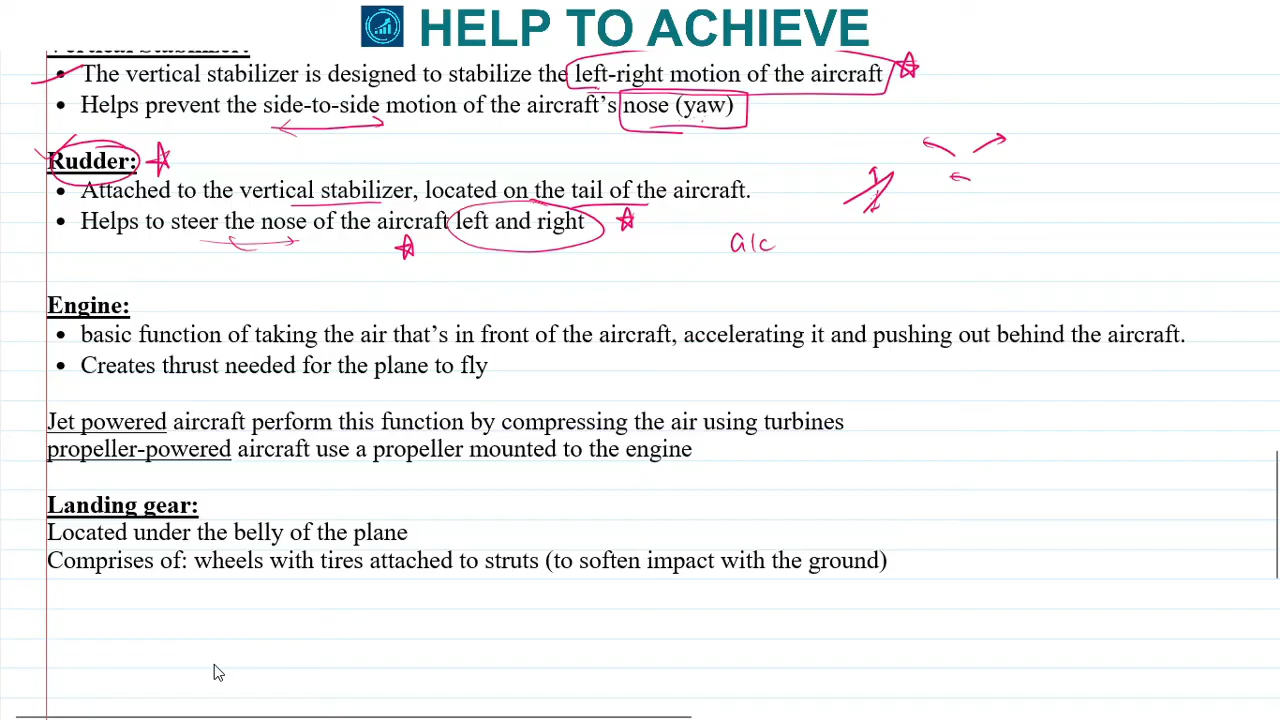 HELP TO ACHIEVE
Vertical Stabilizer:
• The vertical stabilizer is designed to stabilize the left-right motion of the aircraft
• Helps prevent the side-to-side motion of the aircraft’s nose (yaw)
Rudder:
• Attached to the vertical stabilizer, located on the tail of the aircraft.
• Helps to steer the nose of the aircraft left and right
a/c
Engine:
• basic function of taking the air that’s in front of the aircraft, accelerating it and pushing out behind the aircraft.
• Creates thrust needed for the plane to fly
Jet powered aircraft perform this function by compressing the air using turbines
propeller-powered aircraft use a propeller mounted to the engine
Landing gear:
Located under the belly of the plane
Comprises of: wheels with tires attached to struts (to soften impact with the ground)